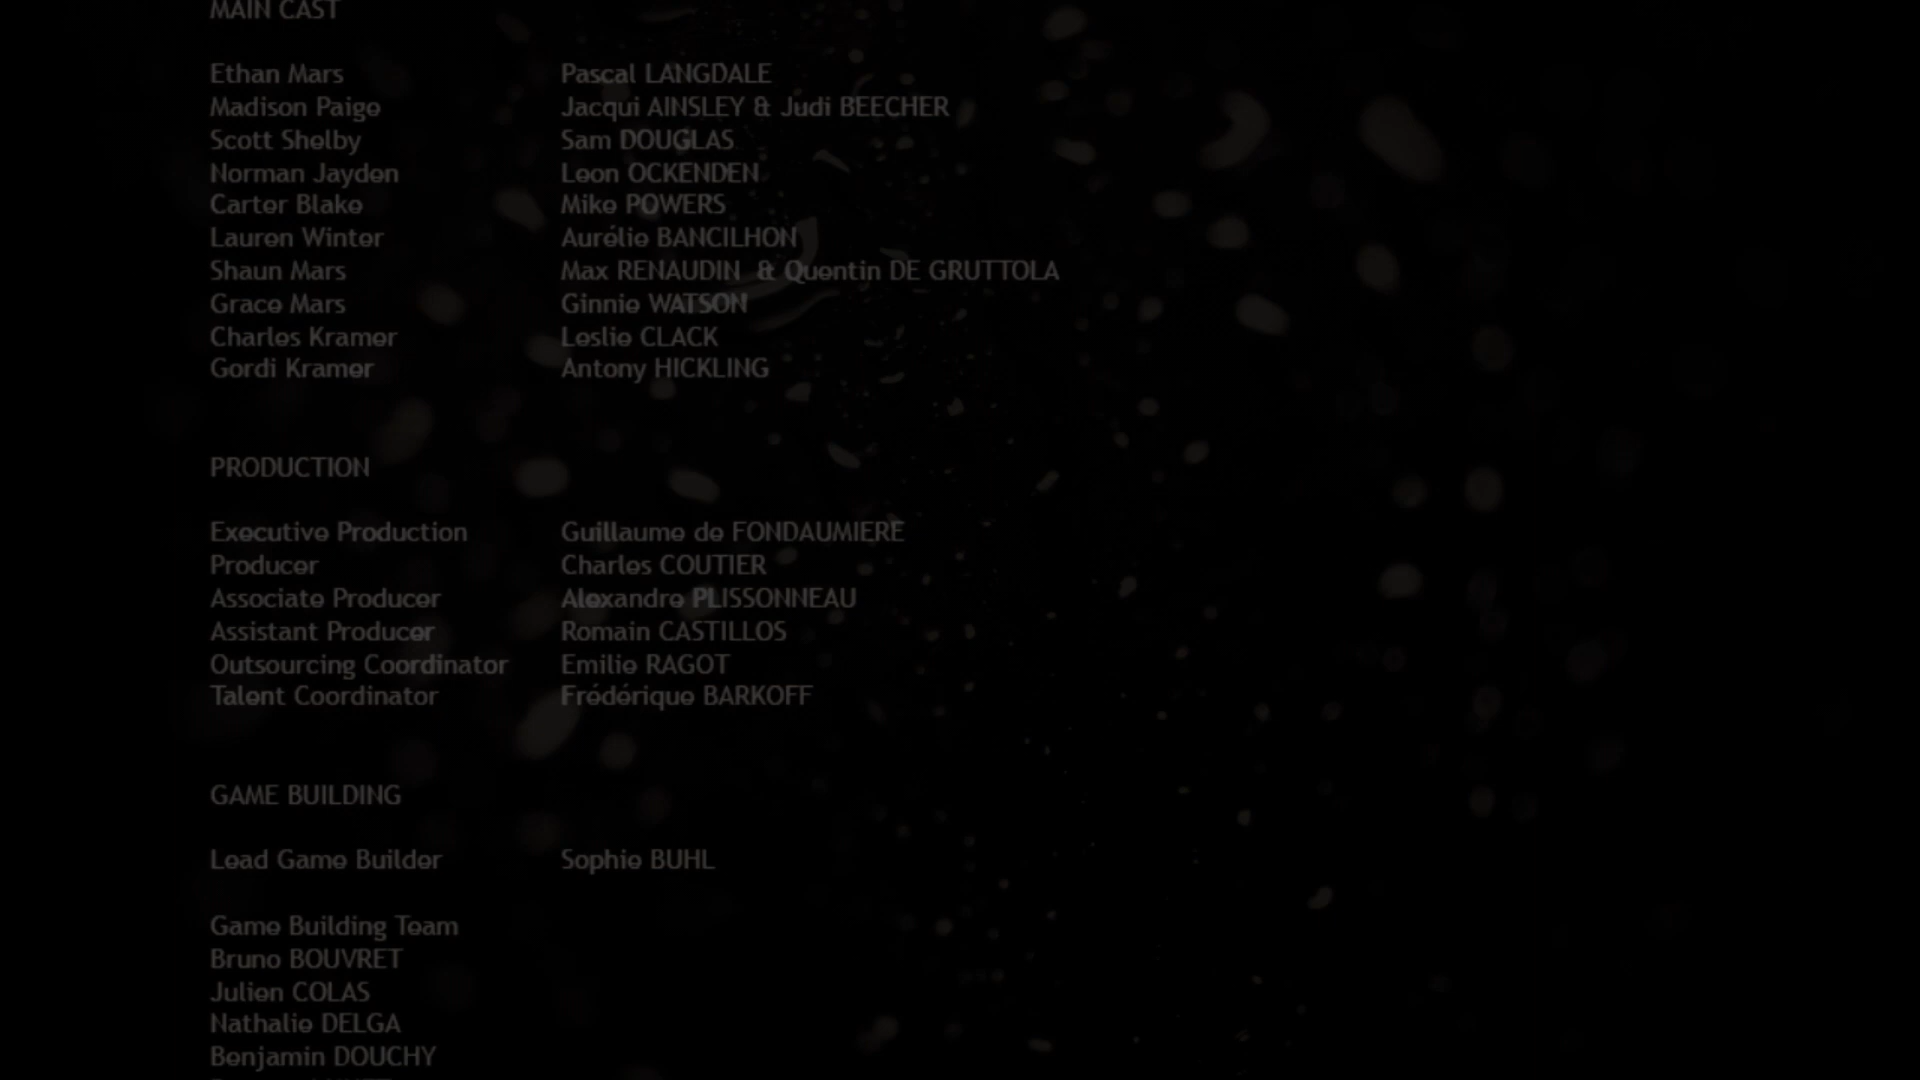 MAIN CAST
Ethan Mars Pascal LANGDALE
Madison Paige Jacqui AINSLEY & Judi BEECHER
Scott Shelby Sam DOUGLAS
Norman Jayden Leon OCKENDEN
Carter Blake Mike POWERS
Lauren Winter Aurélie BANCILHON
Shaun Mars Max RENAUDIN & Quentin DE GRUTTOLA
Grace Mars Ginnie WATSON
Charles Kramer Leslie CLACK
Gordi Kramer Antony HICKLING
PRODUCTION
Executive Production Guillaume de FONDAUMIERE
Producer Charles COUTIER
Associate Producer Alexandre PLISSONNEAU
Assistant Producer Romain CASTILLOS
Outsourcing Coordinator Emilie RAGOT
Talent Coordinator Frédérique BARKOFF
GAME BUILDING
Lead Game Builder Sophie BUHL
Game Building Team
Bruno BOUVRET
Julien COLAS
Nathalie DELGA
Benjamin DOUCHY